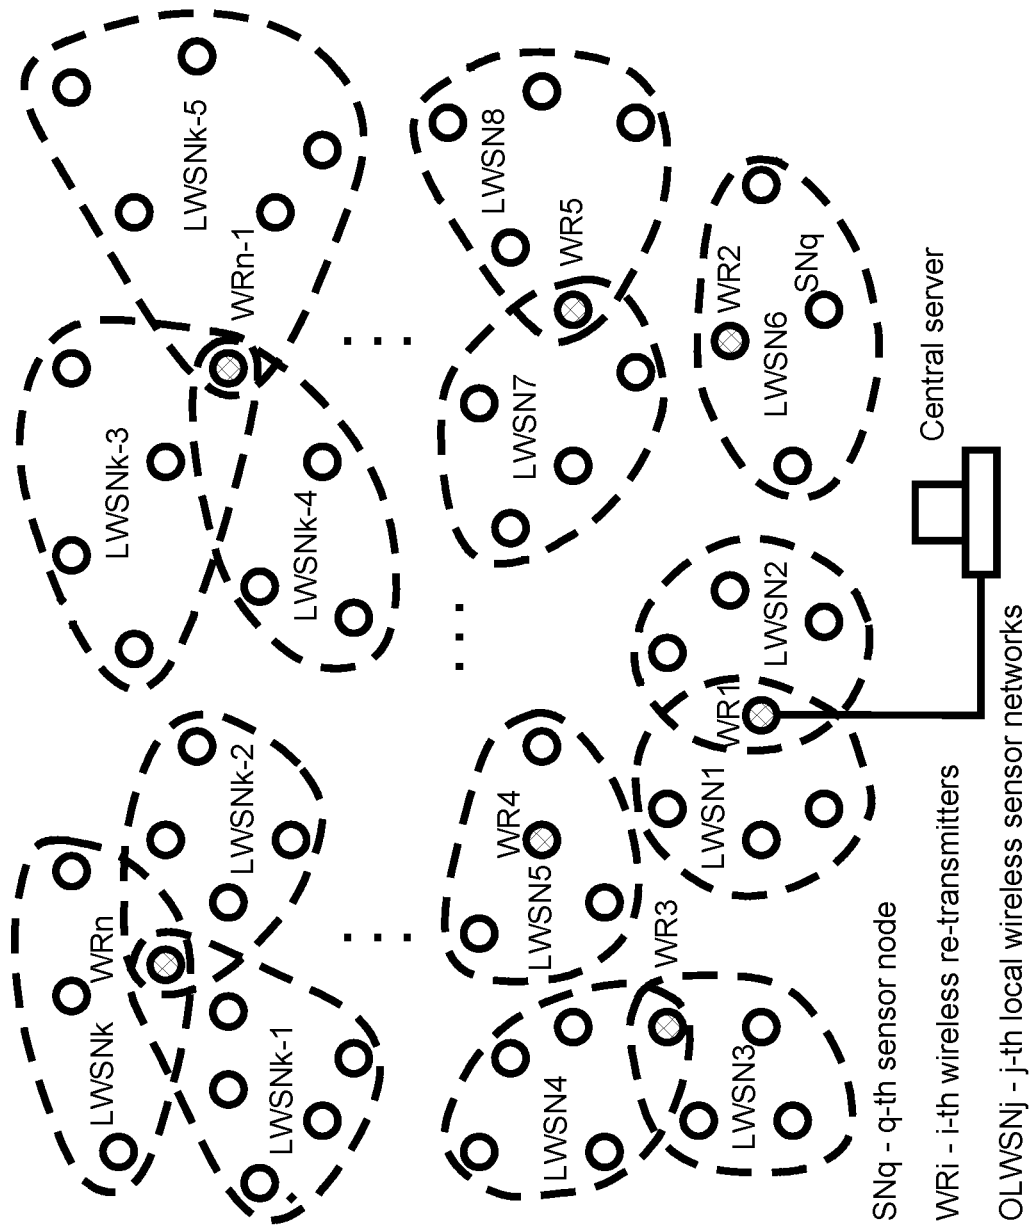 LWSNk
WRn
LWSNk-3
LWSNk-5
LWSNk-2
WRn-1
LWSNk-1
LWSNk-4
. . .
. . .
. . .
LWSN8
WR4
LWSN7
LWSN5
LWSN4
WR5
WR3
LWSN1
WR1
WR2
LWSN3
LWSN2
LWSN6
SNq
Central server
SNq - q-th sensor node
WRi - i-th wireless re-transmitters
OLWSNj - j-th local wireless sensor networks